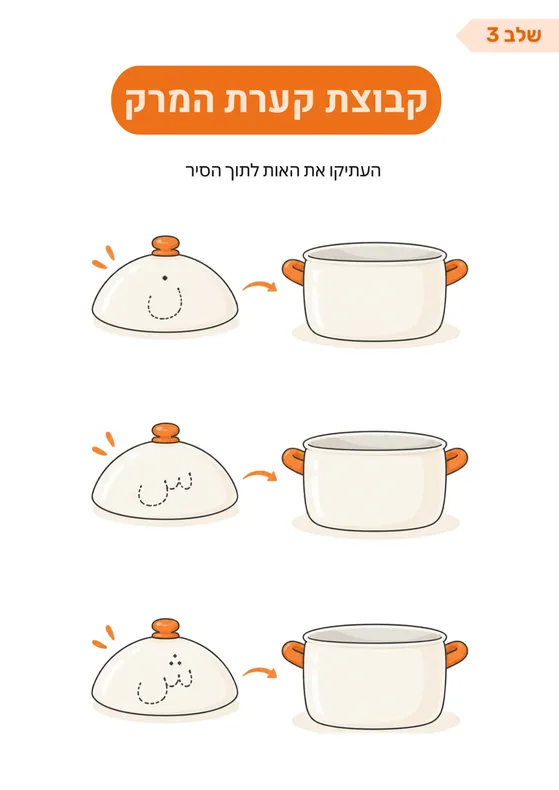 שלב 3
קבוצת קערת המרק
העתיקו את האות לתוך הסיר
ن
س
ش